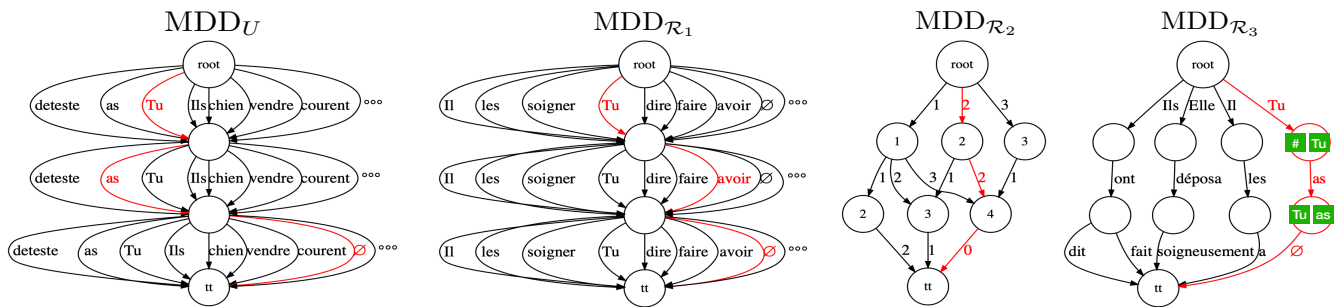 MDD_U MDD_R1 MDD_R2 MDD_R3
root root root root
deteste as Tu Ils chien vendre courent °°° Il les soigner Tu dire faire avoir ∅ °°° 1 2 3 Ils Elle Il Tu
1 2 3 # Tu
deteste as Tu Ils chien vendre courent °°° Il les soigner Tu dire faire avoir ∅ °°° 1 2 3 1 2 1 ont déposa les as
2 3 4 Tu as
deteste as Tu Ils chien vendre courent ∅ °°° Il les soigner Tu dire faire avoir ∅ °°° 2 1 0 dit fait soigneusement a ∅
tt tt tt tt